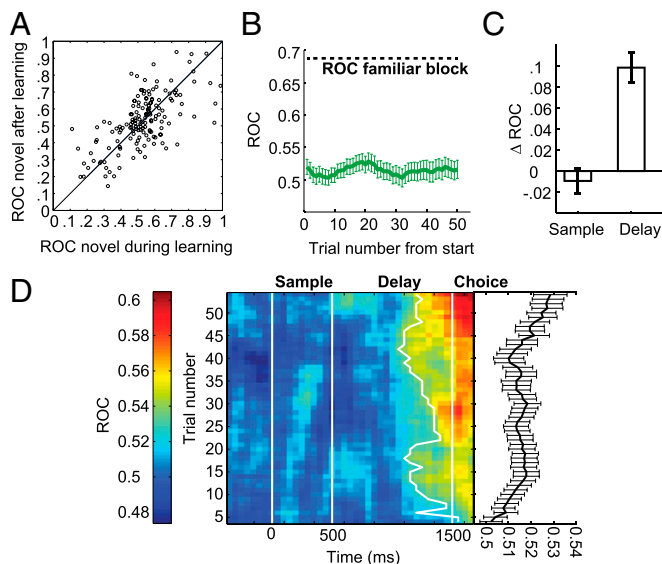 A
ROC novel after learning
1
.9
.8
.7
.6
.5
.4
.3
.2
.1
0
0 .1 .2 .3 .4 .5 .6 .7 .8 .9 1
ROC novel during learning
B
ROC familiar block
ROC
0.7
0.65
0.6
0.55
0.5
0 10 20 30 40 50
Trial number from start
C
Δ ROC
.1
.08
.06
.04
.02
0
-.02
Sample Delay
D
ROC
0.6
0.58
0.56
0.54
0.52
0.5
0.48
Sample Delay Choice
Trial number
50
45
40
35
30
25
20
15
10
5
0 500 1500
Time (ms)
0.5
0.51
0.52
0.53
0.54